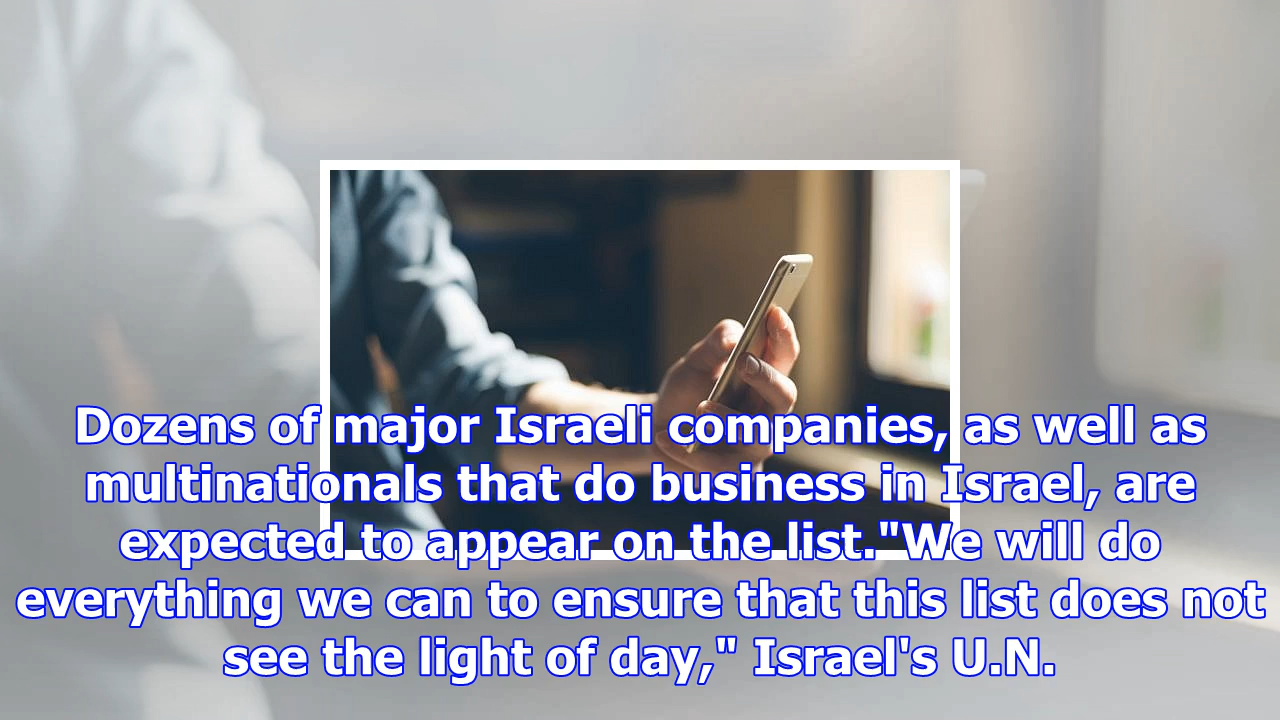 Dozens of major Israeli companies, as well as
multinationals that do business in Israel, are
expected to appear on the list."We will do
everything we can to ensure that this list does not
see the light of day," Israel's U.N.